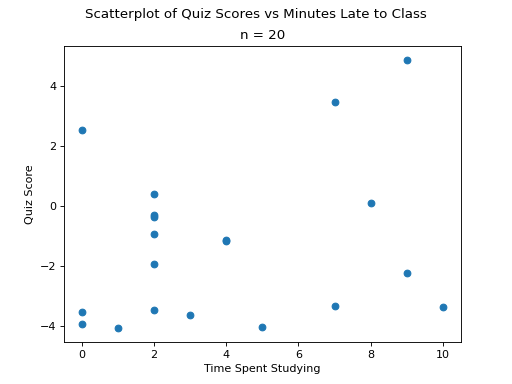 Scatterplot of Quiz Scores vs Minutes Late to Class
n = 20
4
2
0
−2
−4
Quiz Score
0 2 4 6 8 10
Time Spent Studying